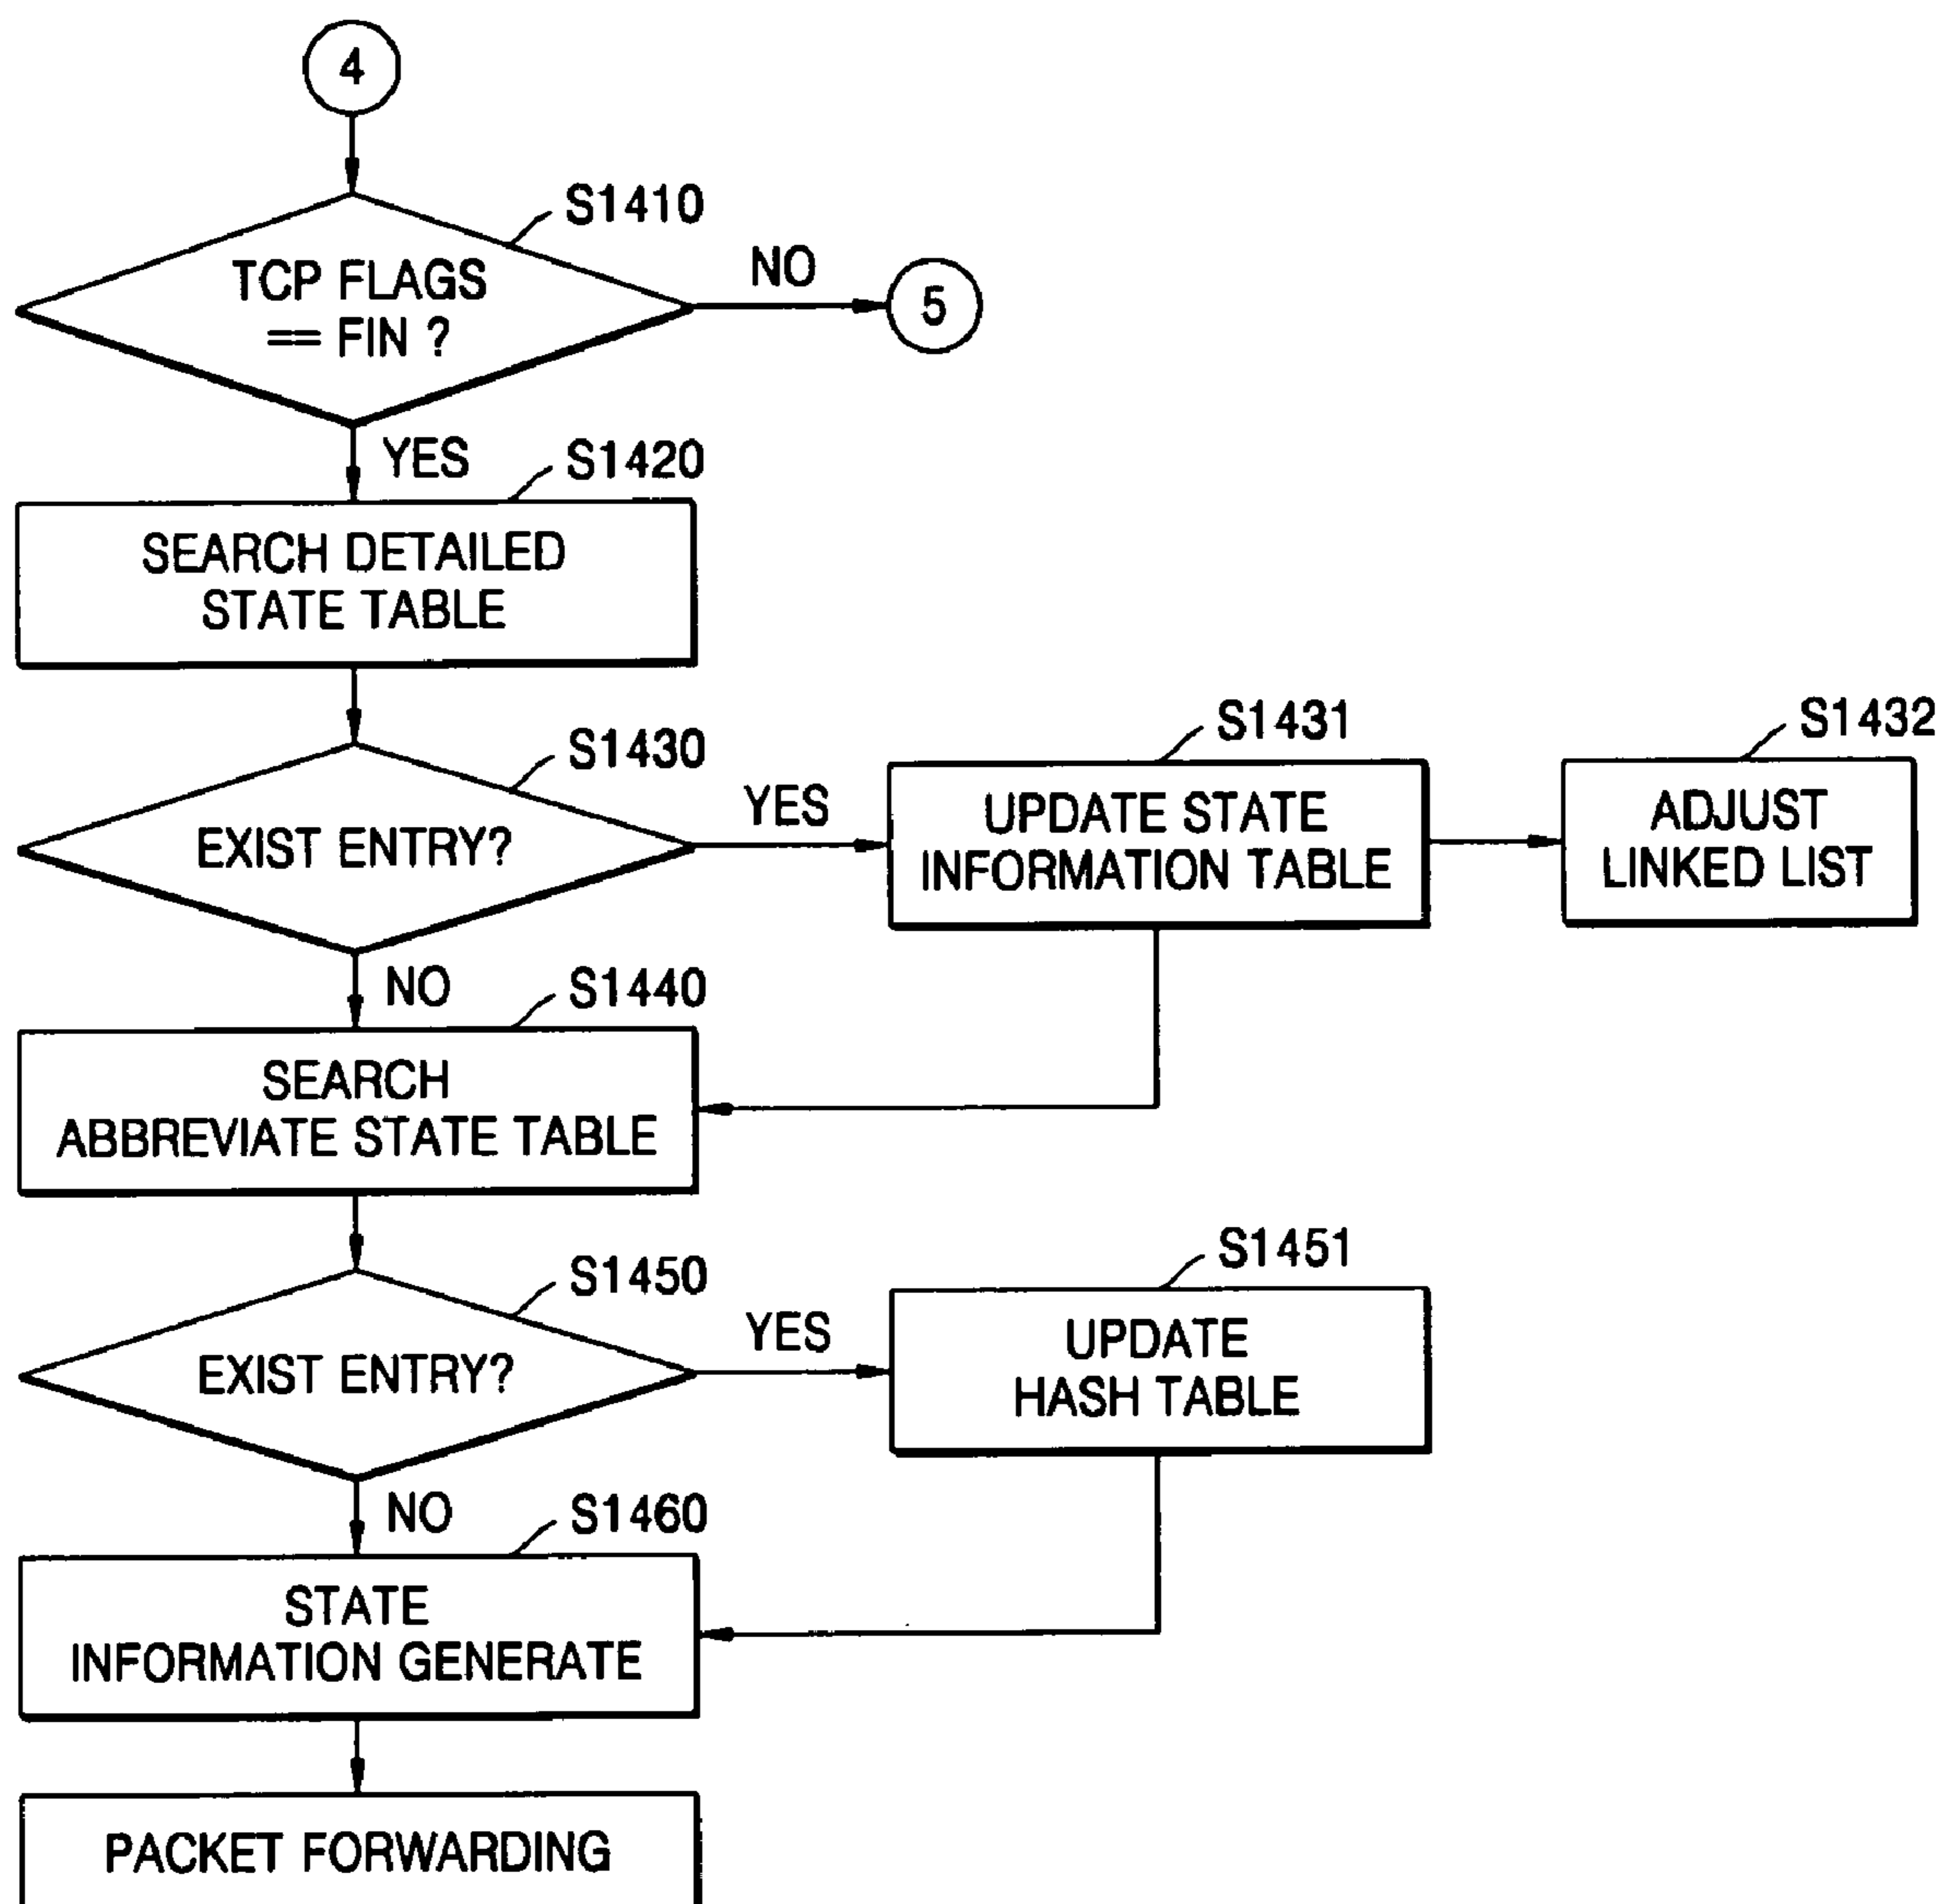 4
S1410
TCP FLAGS
== FIN ?
NO
5
YES
S1420
SEARCH DETAILED
STATE TABLE
S1430
EXIST ENTRY?
YES
S1431
UPDATE STATE
INFORMATION TABLE
S1432
ADJUST
LINKED LIST
NO
S1440
SEARCH
ABBREVIATE STATE TABLE
S1450
EXIST ENTRY?
YES
S1451
UPDATE
HASH TABLE
NO
S1460
STATE
INFORMATION GENERATE
PACKET FORWARDING